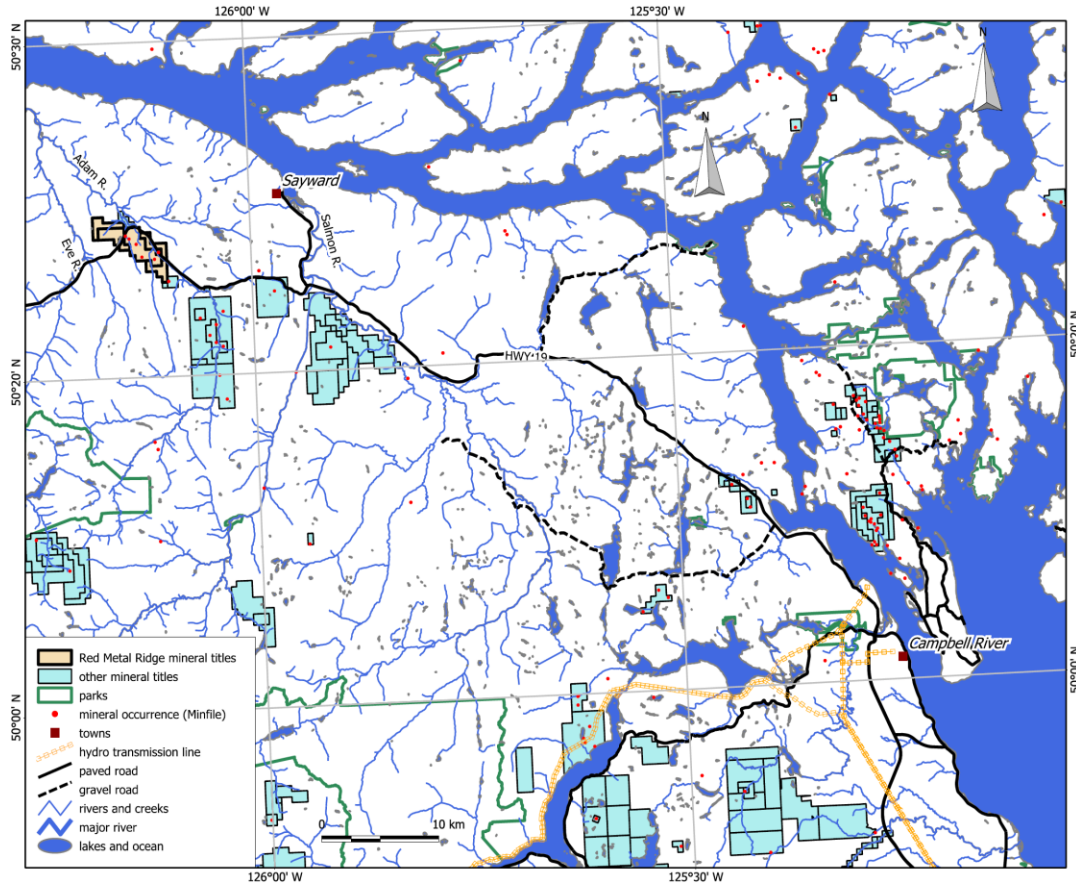 126°00' W
125°30' W
50°30' N
N
N
Adam R.
Sayward
Salmon R.
Eve R.
50°20' N
HWY 19
50°20' N
Campbell River
Red Metal Ridge mineral titles
other mineral titles
parks
mineral occurrence (Minfile)
towns
hydro transmission line
paved road
gravel road
rivers and creeks
major river
lakes and ocean
50°00' N
50°00' N
0
10 km
126°00' W
125°30' W